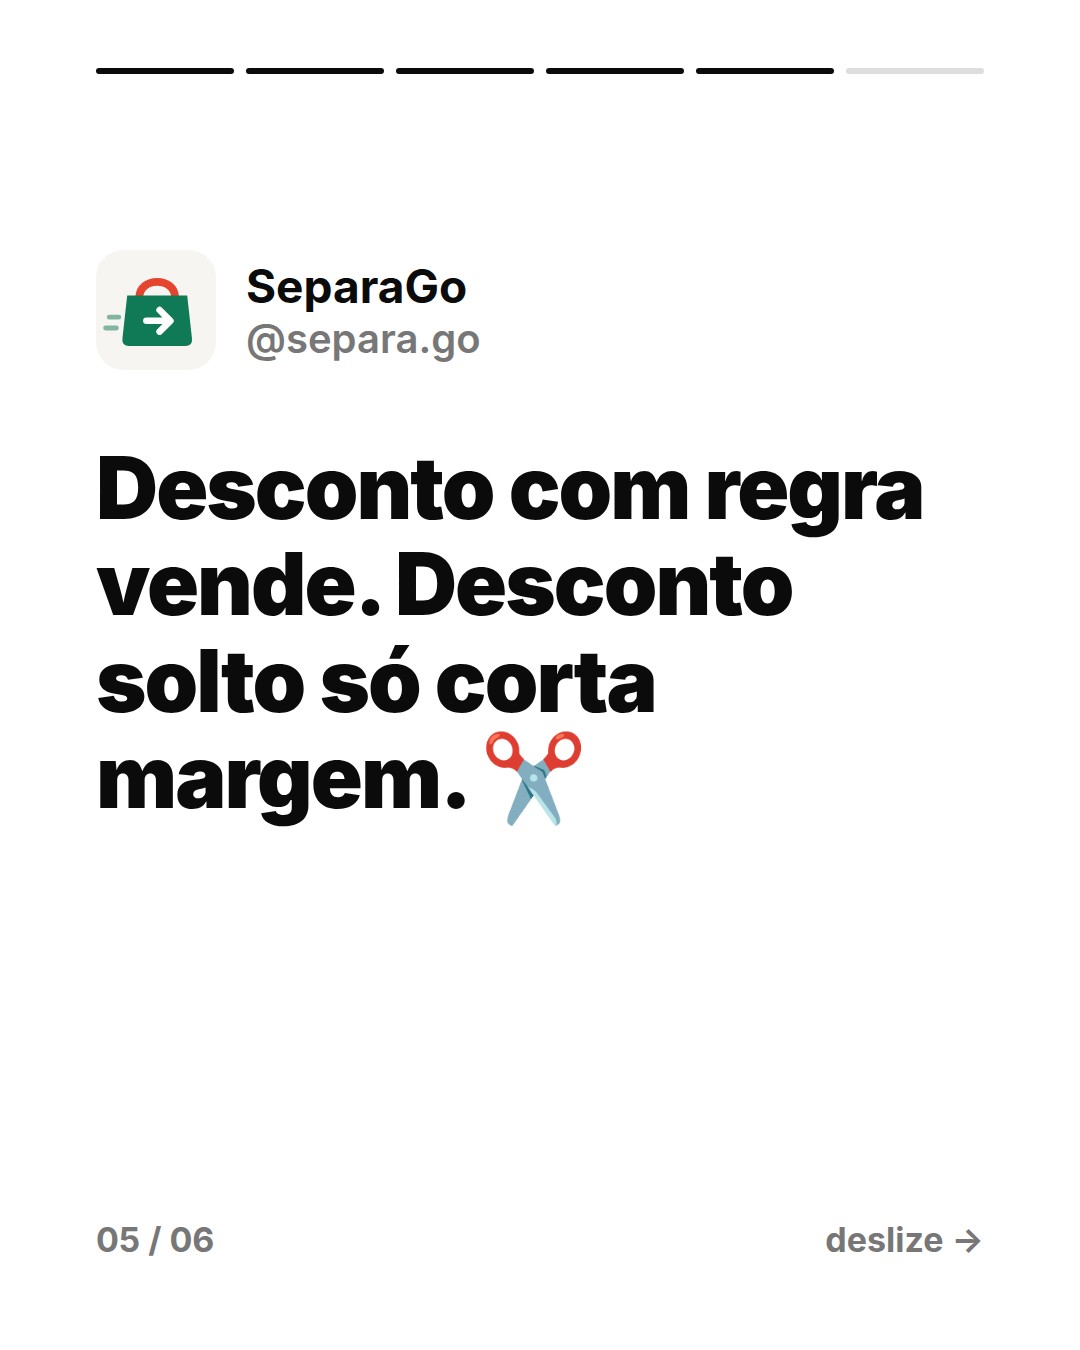 SeparaGo
@separa.go
Desconto com regra
vende. Desconto
solto só corta
margem. ✂️
05 / 06
deslize →